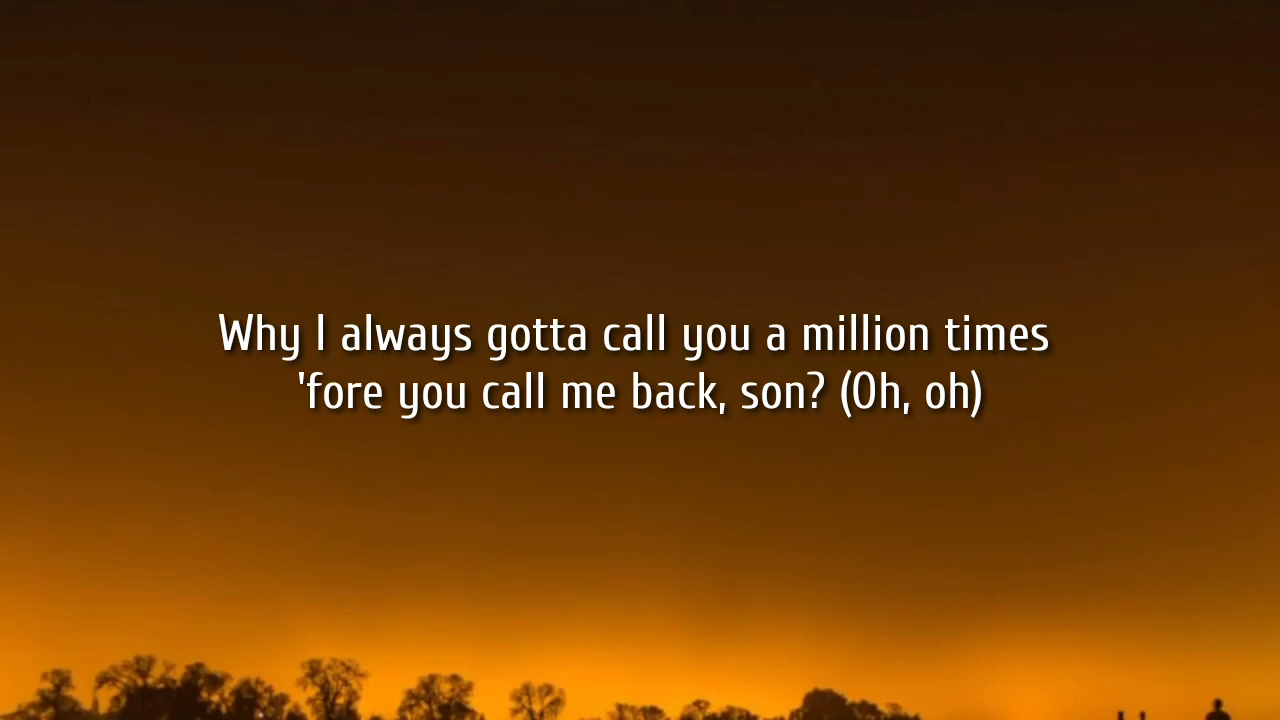 Why I always gotta call you a million times
'fore you call me back, son? (Oh, oh)